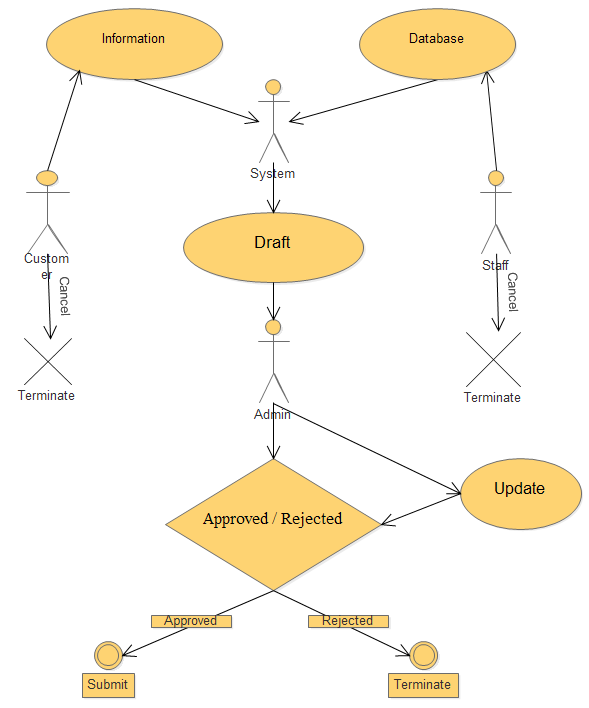 Information
Database
System
Custom
er
Staff
Cancel
Cancel
Draft
Terminate
Terminate
Admin
Update
Approved / Rejected
Approved
Rejected
Submit
Terminate